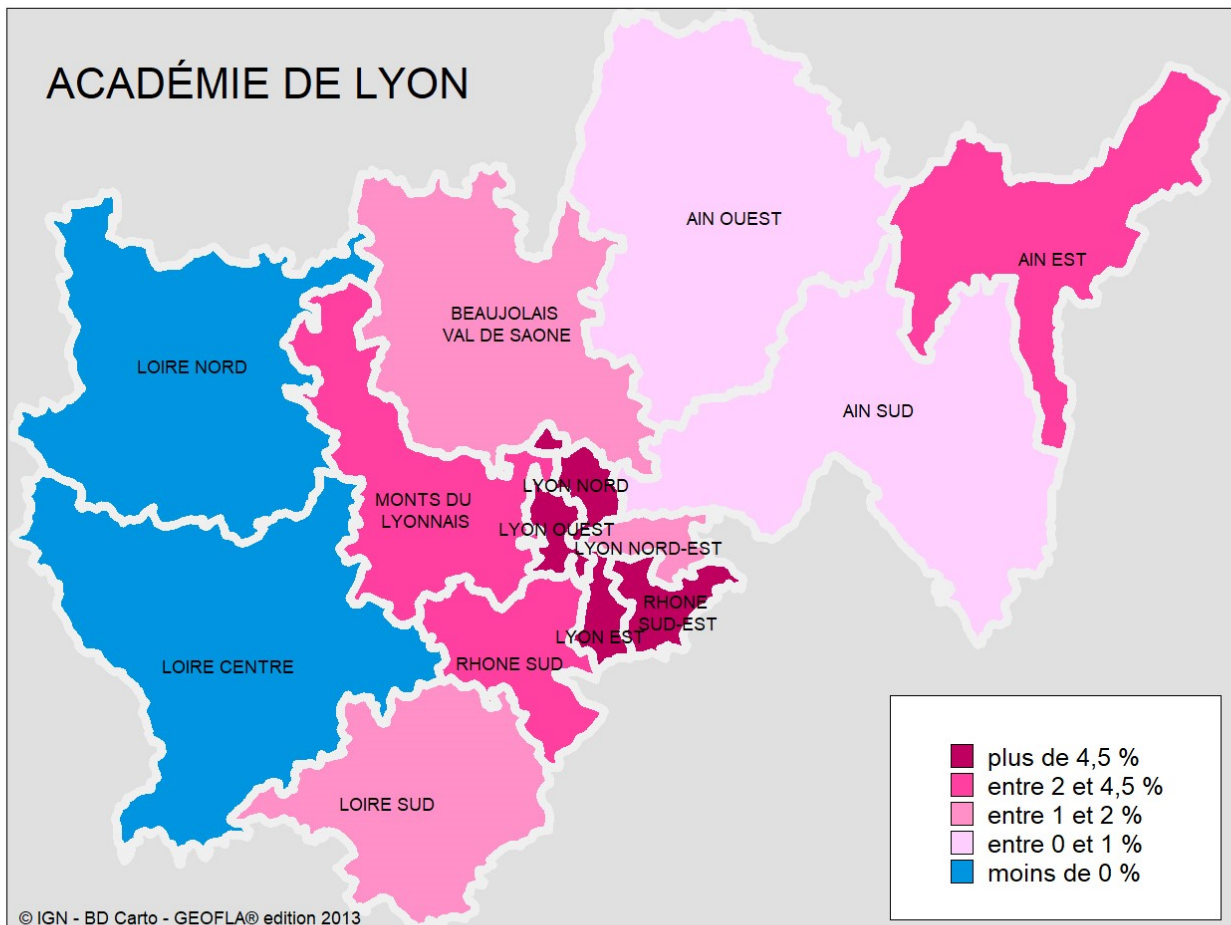 ACADÉMIE DE LYON
AIN OUEST
AIN EST
BEAUJOLAIS
VAL DE SAONE
LOIRE NORD
AIN SUD
LYON NORD
MONTS DU
LYONNAIS
LYON OUEST
LYON NORD-EST
RHONE
SUD-EST
LYON EST
LOIRE CENTRE
RHONE SUD
LOIRE SUD
plus de 4,5 %
entre 2 et 4,5 %
entre 1 et 2 %
entre 0 et 1 %
moins de 0 %
© IGN - BD Carto - GEOFLA® edition 2013